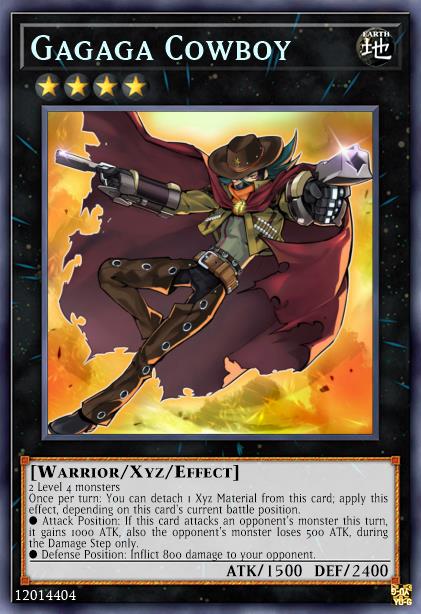 GAGAGA COWBOY
EARTH
地
[WARRIOR/XYZ/EFFECT]
2 Level 4 monsters
Once per turn: You can detach 1 Xyz Material from this card; apply this
effect, depending on this card's current battle position.
● Attack Position: If this card attacks an opponent's monster this turn,
it gains 1000 ATK, also the opponent's monster loses 500 ATK, during
the Damage Step only.
● Defense Position: Inflict 800 damage to your opponent.
ATK/1500 DEF/2400
12014404